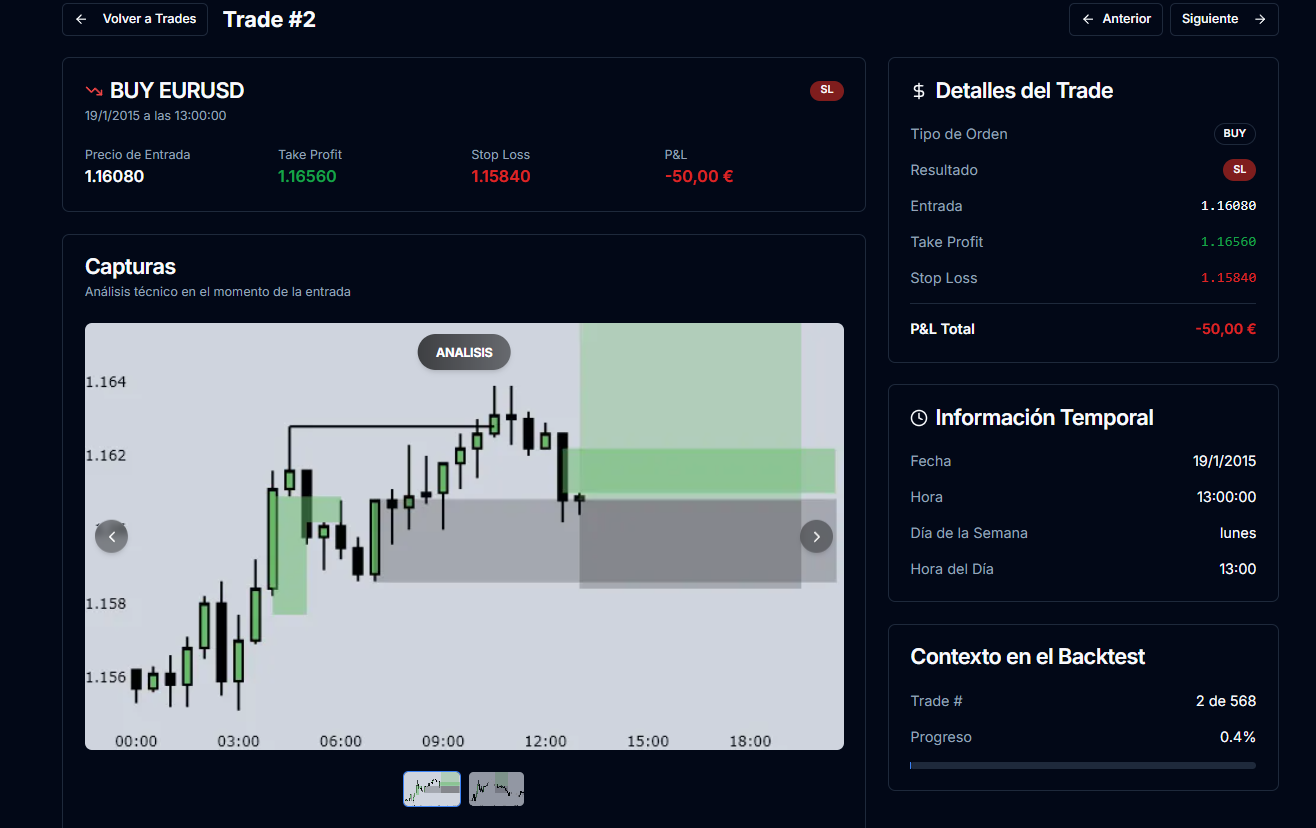 Volver a Trades
Trade #2
Anterior
Siguiente
BUY EURUSD
SL
19/1/2015 a las 13:00:00
Precio de Entrada
Take Profit
Stop Loss
P&L
1.16080
1.16560
1.15840
-50,00 €
Capturas
Análisis técnico en el momento de la entrada
ANALISIS
1.164
1.162
1.158
1.156
00:00
03:00
06:00
09:00
12:00
15:00
18:00
Detalles del Trade
Tipo de Orden
BUY
Resultado
SL
Entrada
1.16080
Take Profit
1.16560
Stop Loss
1.15840
P&L Total
-50,00 €
Información Temporal
Fecha
19/1/2015
Hora
13:00:00
Día de la Semana
lunes
Hora del Día
13:00
Contexto en el Backtest
Trade #
2 de 568
Progreso
0.4%